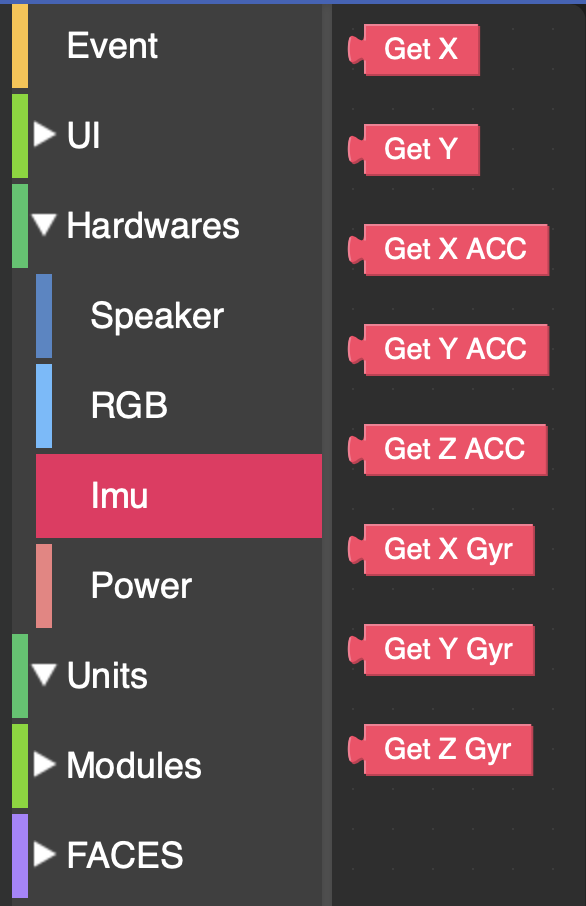 Event
UI
Hardwares
Speaker
RGB
Imu
Power
Units
Modules
FACES
Get X
Get Y
Get X ACC
Get Y ACC
Get Z ACC
Get X Gyr
Get Y Gyr
Get Z Gyr